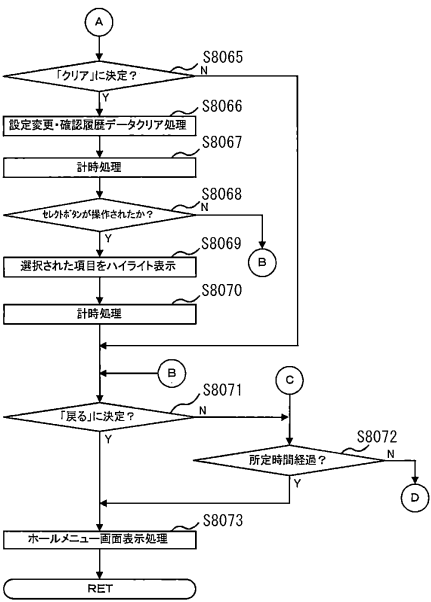 A
S8065
「クリア」に決定?
N
Y
S8066
設定変更・確認履歴データクリア処理
S8067
計時処理
S8068
セレクトボタンが操作されたか?
N
Y
B
S8069
選択された項目をハイライト表示
S8070
計時処理
B
C
S8071
「戻る」に決定?
N
Y
S8072
所定時間経過?
N
Y
D
S8073
ホールメニュー画面表示処理
RET